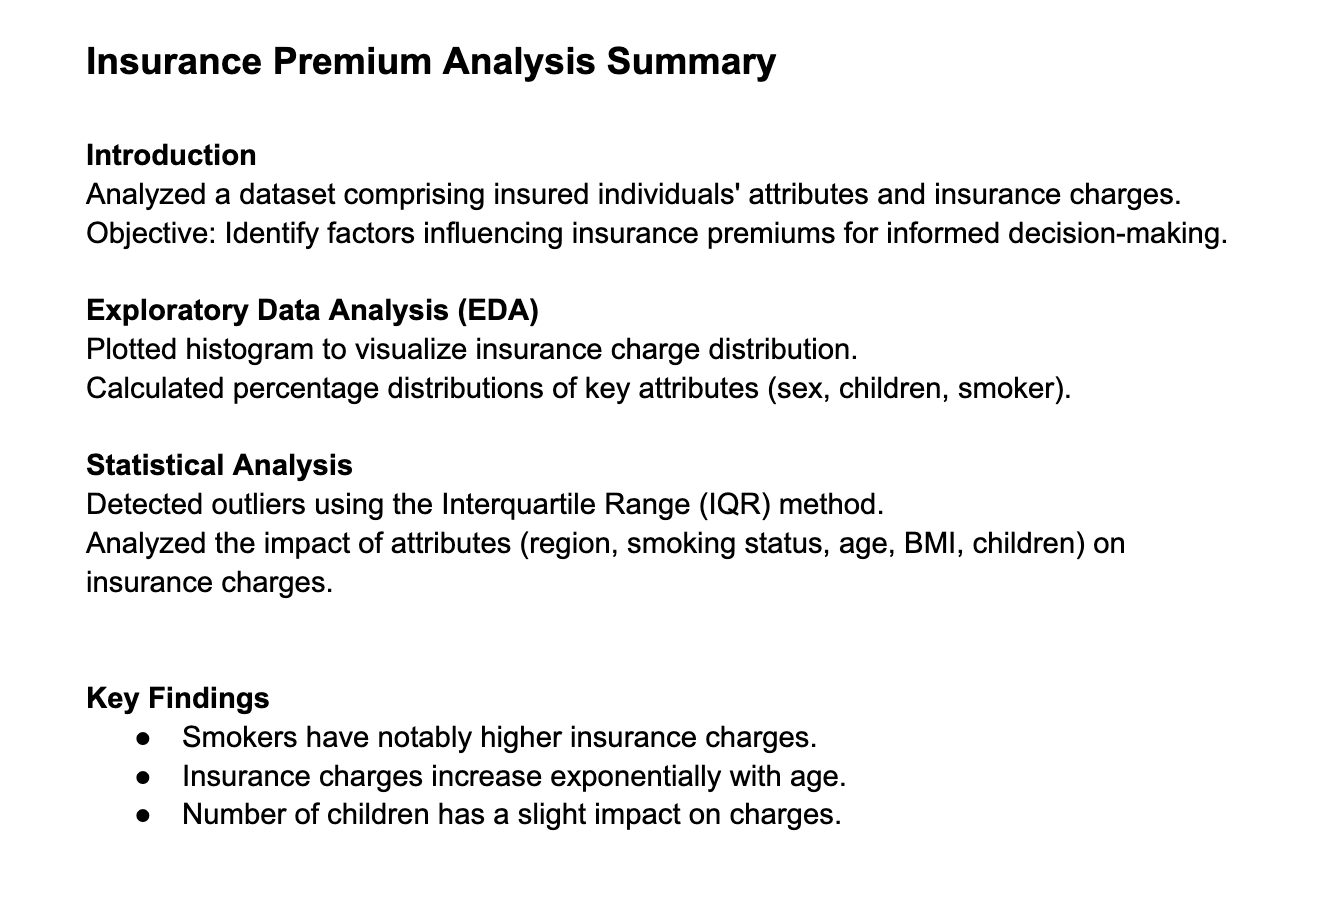 Insurance Premium Analysis Summary
Introduction
Analyzed a dataset comprising insured individuals' attributes and insurance charges.
Objective: Identify factors influencing insurance premiums for informed decision-making.
Exploratory Data Analysis (EDA)
Plotted histogram to visualize insurance charge distribution.
Calculated percentage distributions of key attributes (sex, children, smoker).
Statistical Analysis
Detected outliers using the Interquartile Range (IQR) method.
Analyzed the impact of attributes (region, smoking status, age, BMI, children) on
insurance charges.
Key Findings
● Smokers have notably higher insurance charges.
● Insurance charges increase exponentially with age.
● Number of children has a slight impact on charges.